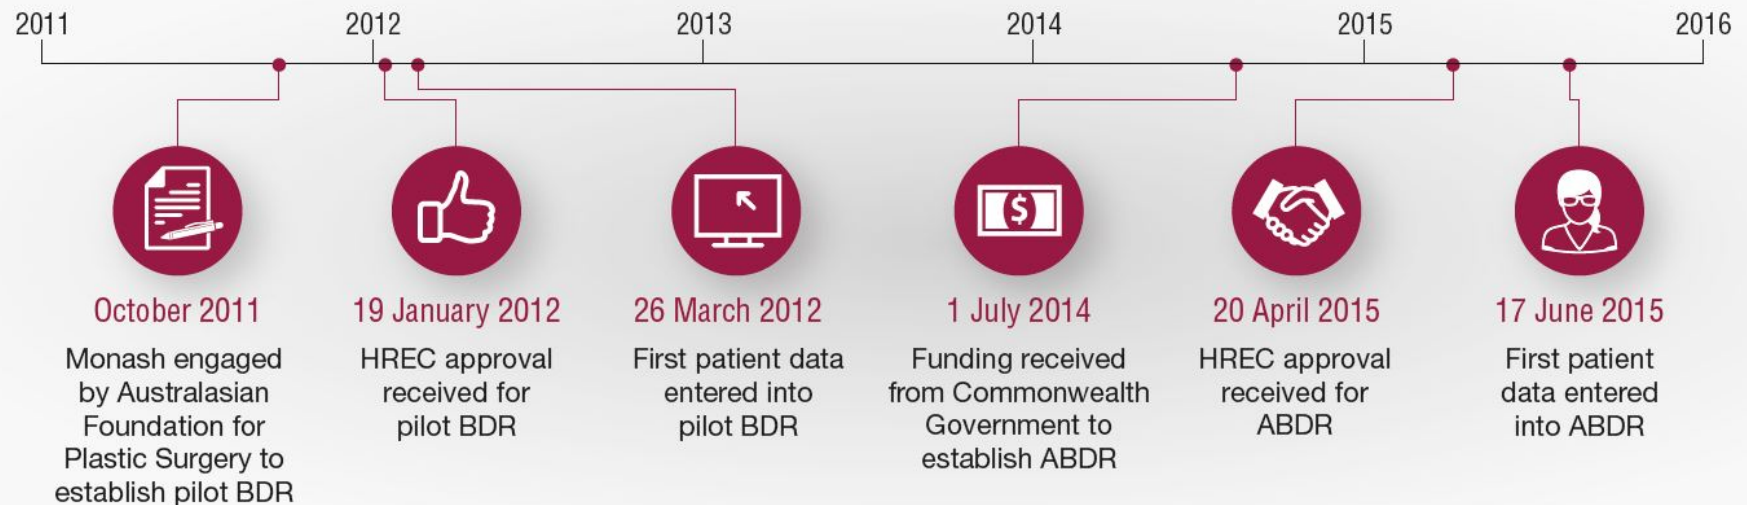 2011
2012
2013
2014
2015
2016
$
October 2011
Monash engaged
by Australasian
Foundation for
Plastic Surgery to
establish pilot BDR
19 January 2012
HREC approval
received for
pilot BDR
26 March 2012
First patient data
entered into
pilot BDR
1 July 2014
Funding received
from Commonwealth
Government to
establish ABDR
20 April 2015
HREC approval
received for
ABDR
17 June 2015
First patient
data entered
into ABDR